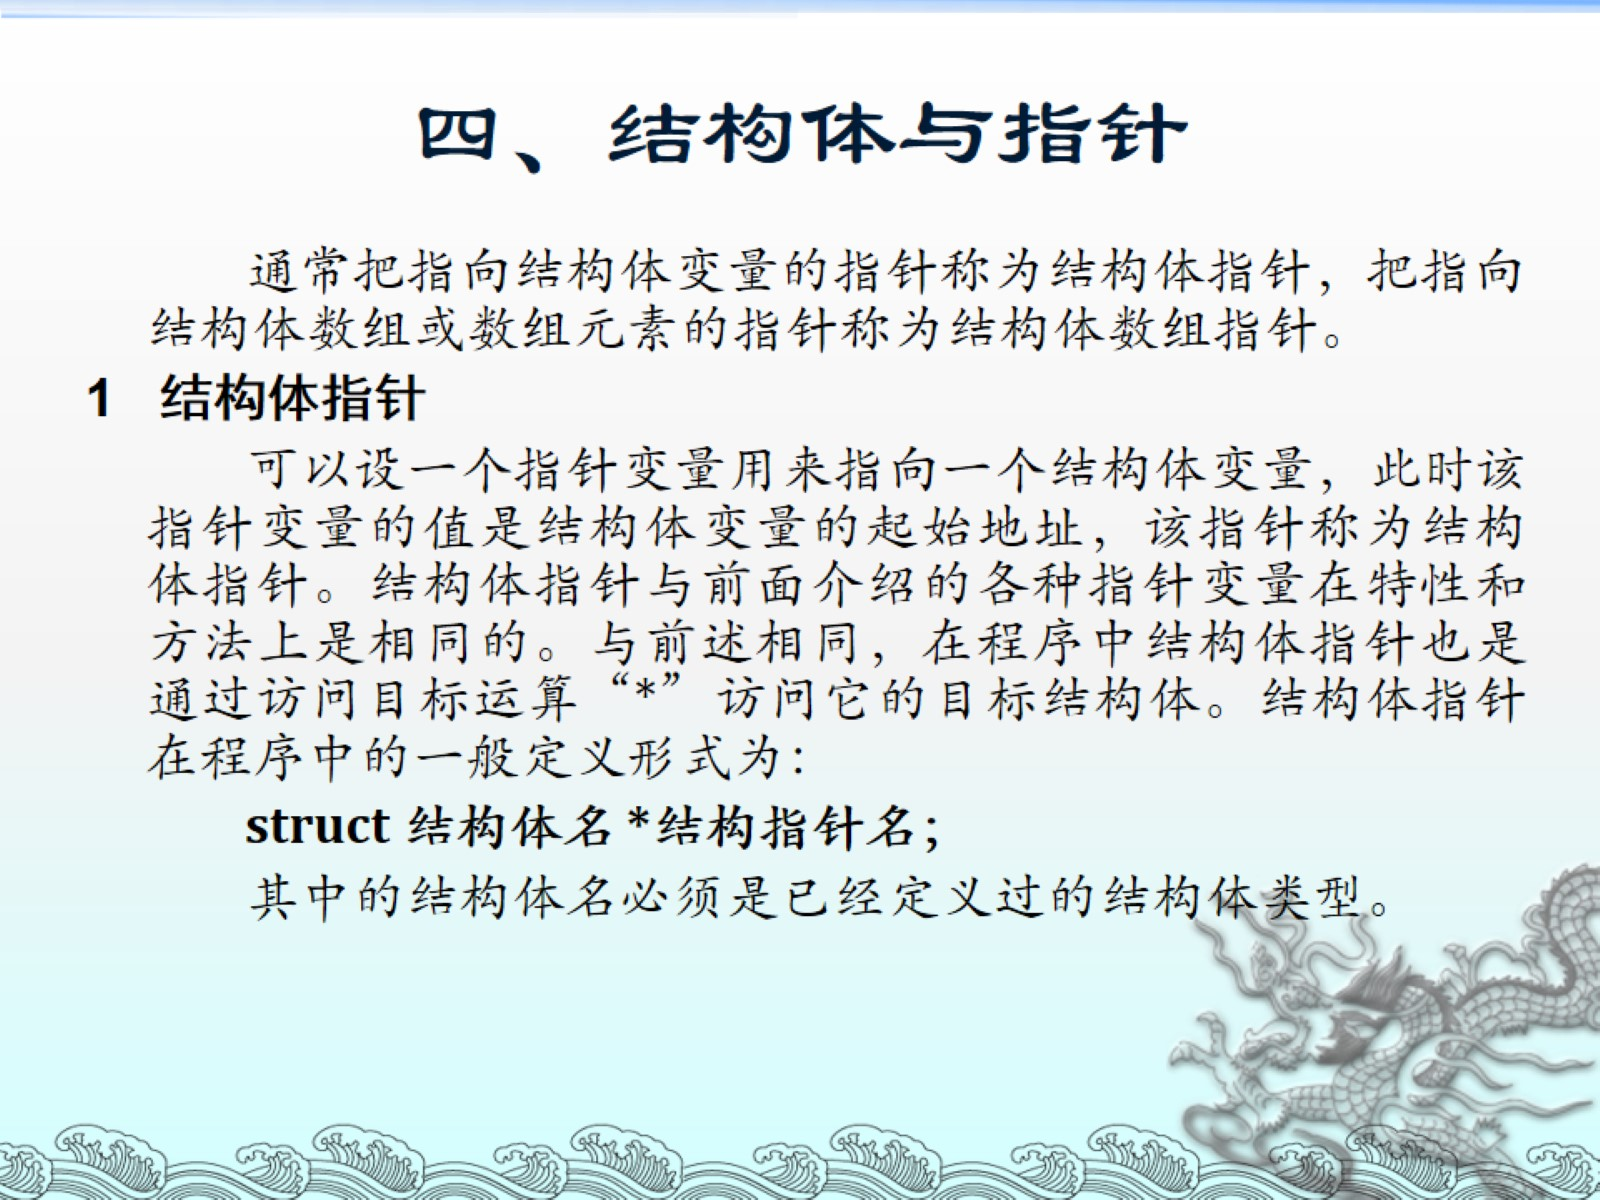 四、结构体与指针
通常把指向结构体变量的指针称为结构体指针，把指向
结构体数组或数组元素的指针称为结构体数组指针。
1 结构体指针
可以设一个指针变量用来指向一个结构体变量，此时该
指针变量的值是结构体变量的起始地址，该指针称为结构
体指针。结构体指针与前面介绍的各种指针变量在特性和
方法上是相同的。与前述相同，在程序中结构体指针也是
通过访问目标运算“*”访问它的目标结构体。结构体指针
在程序中的一般定义形式为：
struct 结构体名 *结构指针名；
其中的结构体名必须是已经定义过的结构体类型。